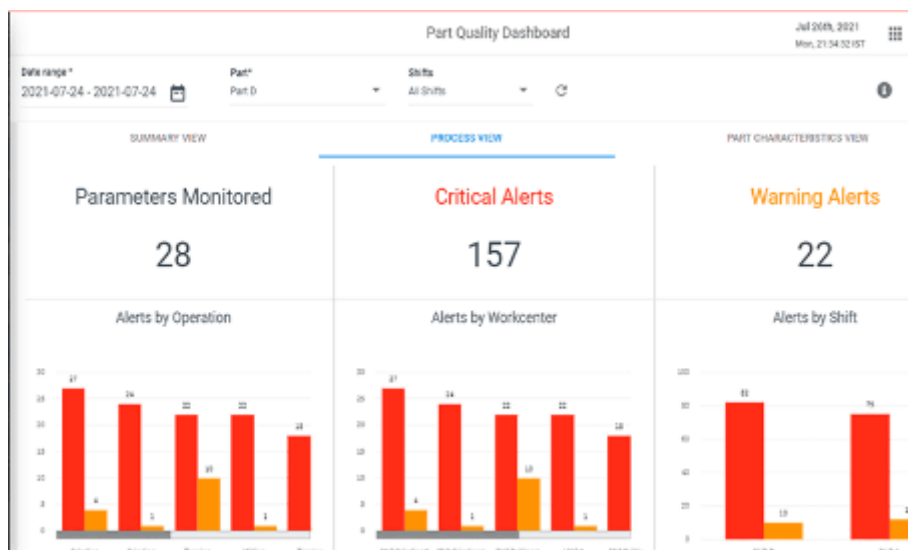 Part Quality Dashboard
Jul 26th, 2021
Mon, 21:54:52 IST
Date range *
2021-07-24 - 2021-07-24
Part*
Part D
Shifts
All Shifts
SUMMARY VIEW
PROCESS VIEW
PART CHARACTERISTICS VIEW
Parameters Monitored
28
Critical Alerts
157
Warning Alerts
22
Alerts by Operation
30
25
20
15
10
5
0
27
4
24
1
22
10
22
1
18
Alerts by Workcenter
30
25
20
15
10
5
0
27
4
24
1
22
10
22
1
18
Alerts by Shift
100
80
60
40
20
0
82
10
75